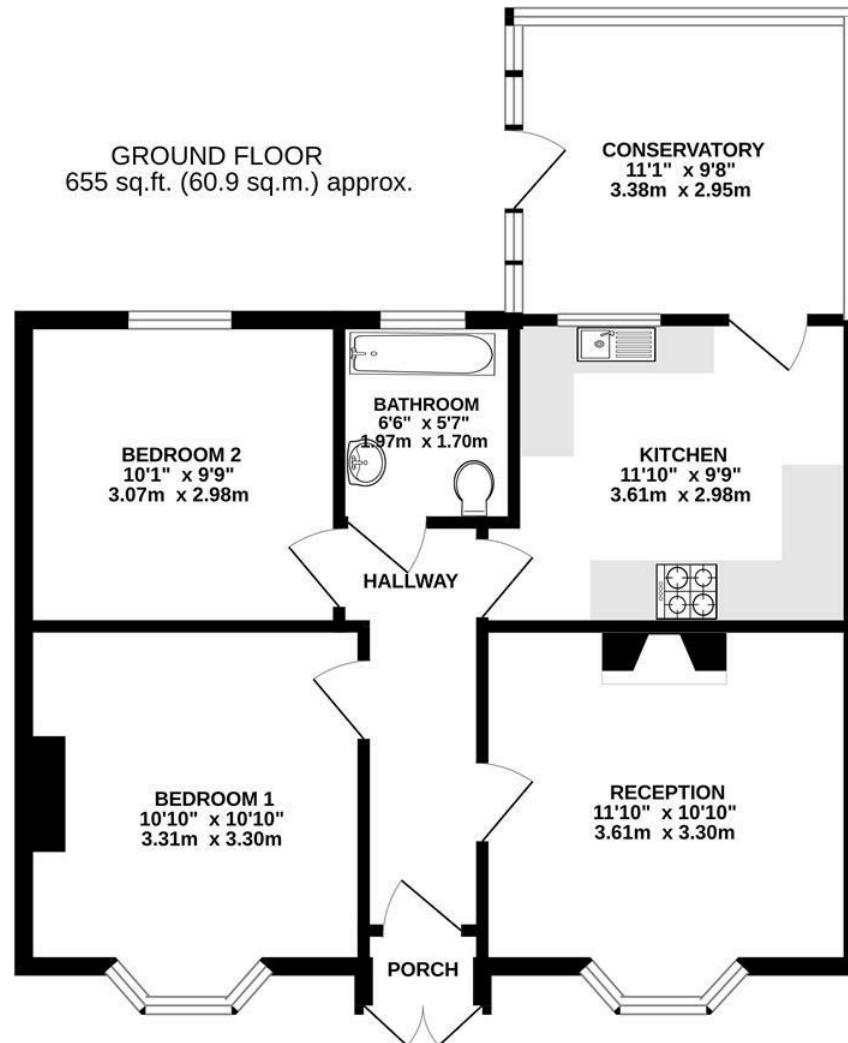 GROUND FLOOR
655 sq.ft. (60.9 sq.m.) approx.
CONSERVATORY
11'1" x 9'8"
3.38m x 2.95m
BATHROOM
6'6" x 5'7"
1.97m x 1.70m
BEDROOM 2
10'1" x 9'9"
3.07m x 2.98m
KITCHEN
11'10" x 9'9"
3.61m x 2.98m
HALLWAY
BEDROOM 1
10'10" x 10'10"
3.31m x 3.30m
RECEPTION
11'10" x 10'10"
3.61m x 3.30m
PORCH